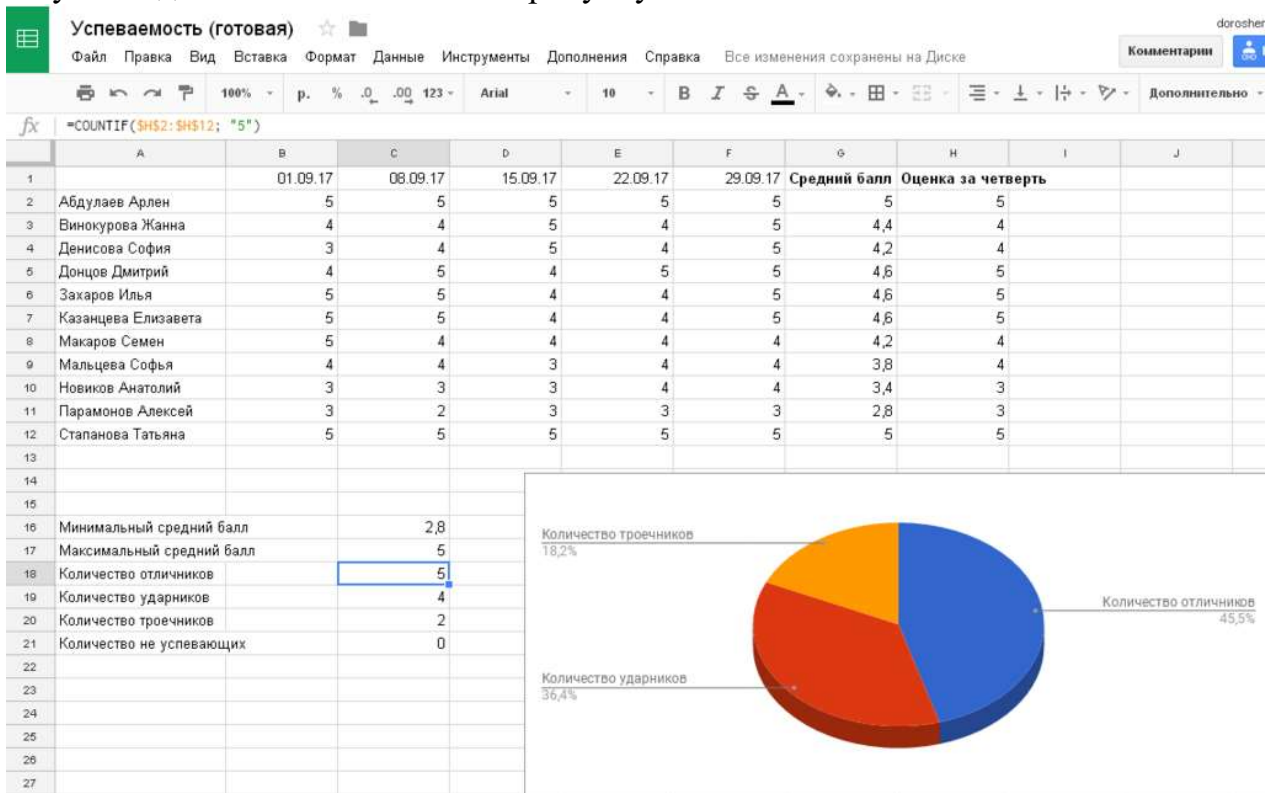 Успеваемость (готовая)
dorosher
Файл Правка Вид Вставка Формат Данные Инструменты Дополнения Справка Все изменения сохранены на Диске
Комментарии
100% р. % .0 .00 123 Arial 10 B I S A Дополнительно
fx =COUNTIF($H$2:$H$12; "5")
A B C D E F G H I J
1 01.09.17 08.09.17 15.09.17 22.09.17 29.09.17 Средний балл Оценка за четверть
2 Абдулаев Арлен 5 5 5 5 5 5 5
3 Винокурова Жанна 4 4 5 4 5 4,4 4
4 Денисова София 3 4 5 4 5 4,2 4
5 Донцов Дмитрий 4 5 4 5 5 4,6 5
6 Захаров Илья 5 5 4 4 5 4,6 5
7 Казанцева Елизавета 5 5 4 4 5 4,6 5
8 Макаров Семен 5 4 4 4 4 4,2 4
9 Мальцева Софья 4 4 3 4 4 3,8 4
10 Новиков Анатолий 3 3 3 4 4 3,4 3
11 Парамонов Алексей 3 2 3 3 3 2,8 3
12 Стапанова Татьяна 5 5 5 5 5 5 5
13
14
15
16 Минимальный средний балл 2,8
17 Максимальный средний балл 5
18 Количество отличников 5
19 Количество ударников 4
20 Количество троечников 2
21 Количество не успевающих 0
22
23
24
25
26
27
Количество троечников
18,2%
Количество отличников
45,5%
Количество ударников
36,4%